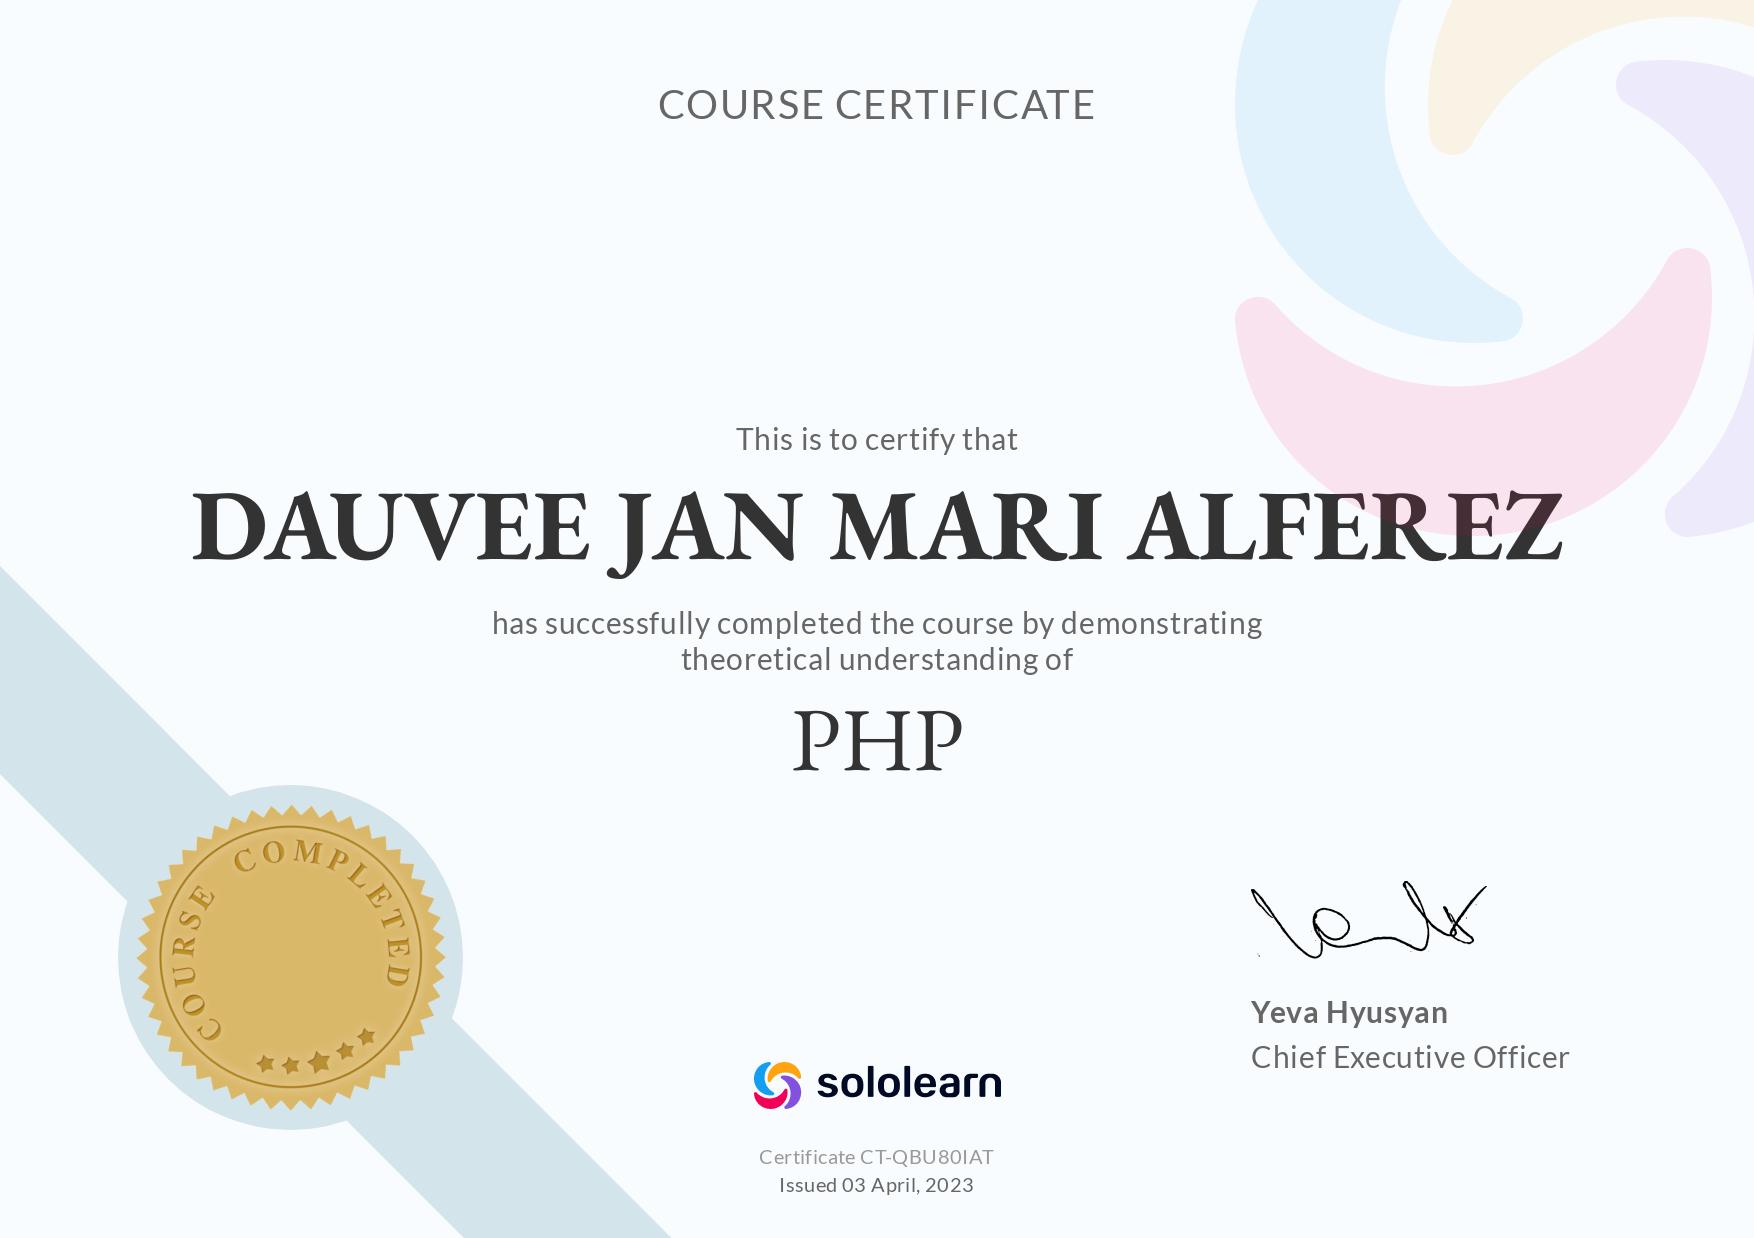 COURSE CERTIFICATE
This is to certify that
DAUVEE JAN MARI ALFEREZ
has successfully completed the course by demonstrating
theoretical understanding of
PHP
COURSE COMPLETED
Yeva Hyusyan
Chief Executive Officer
sololearn
Certificate CT-QBU80IAT
Issued 03 April, 2023